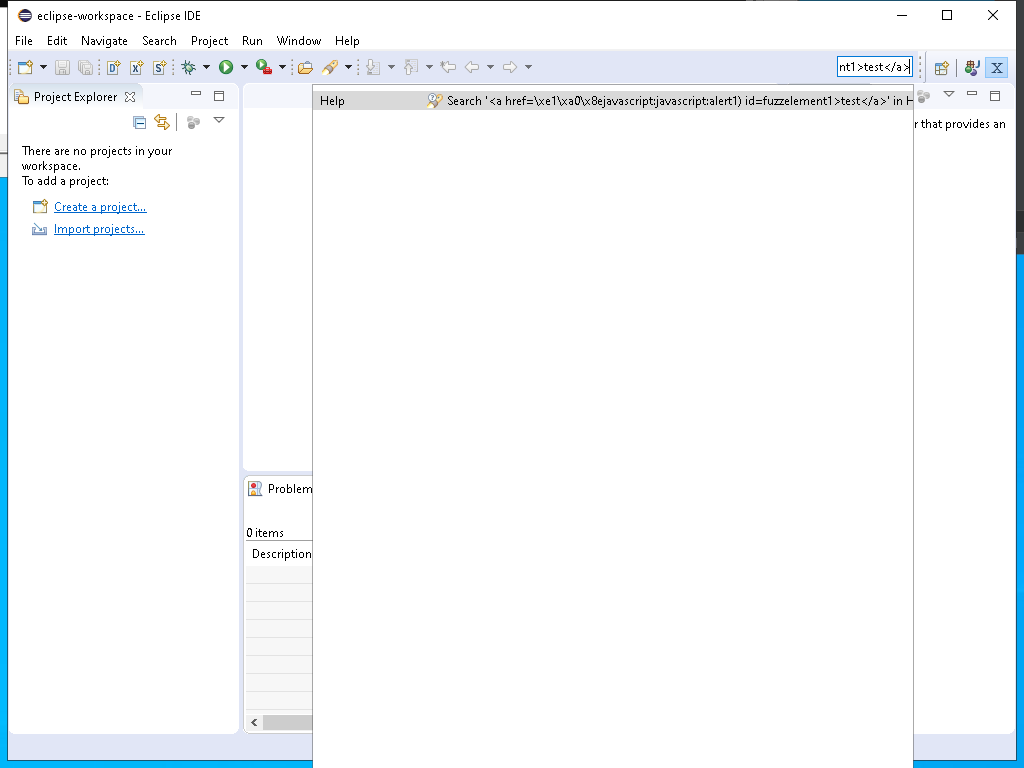 eclipse-workspace - Eclipse IDE
File Edit Navigate Search Project Run Window Help
nt1>test</a>
Project Explorer
Help Search '<a href=\xe1\xa0\x8ejavascript:javascript:alert1) id=fuzzelement1>test</a>' in H
r that provides an
There are no projects in your
workspace.
To add a project:
Create a project...
Import projects...
Problem
0 items
Description